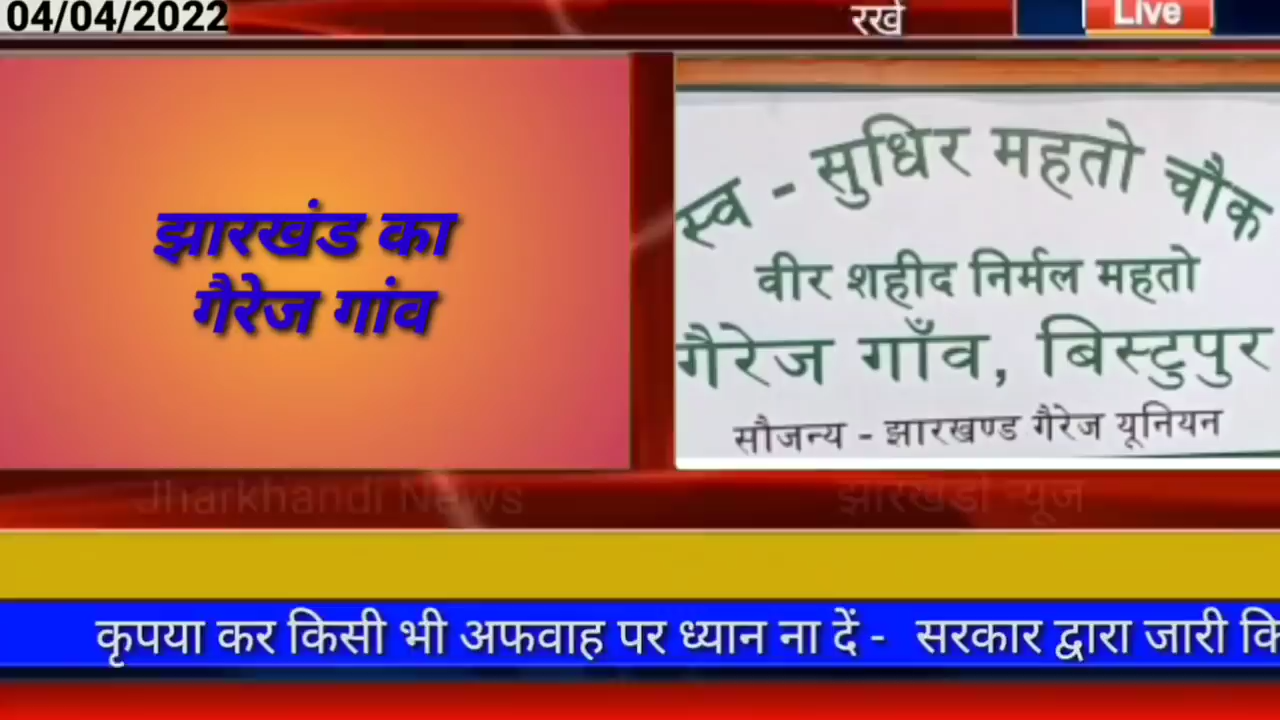 04/04/2022
रखें
Live
झारखंड का
गैरेज गांव
स्व - सुधिर महतो चौक
वीर शहीद निर्मल महतो
गैरेज गाँव, बिस्टुपुर
सौजन्य - झारखण्ड गैरेज यूनियन
Jharkhandi News
झारखंडी न्यूज
कृपया कर किसी भी अफवाह पर ध्यान ना दें - सरकार द्वारा जारी कि